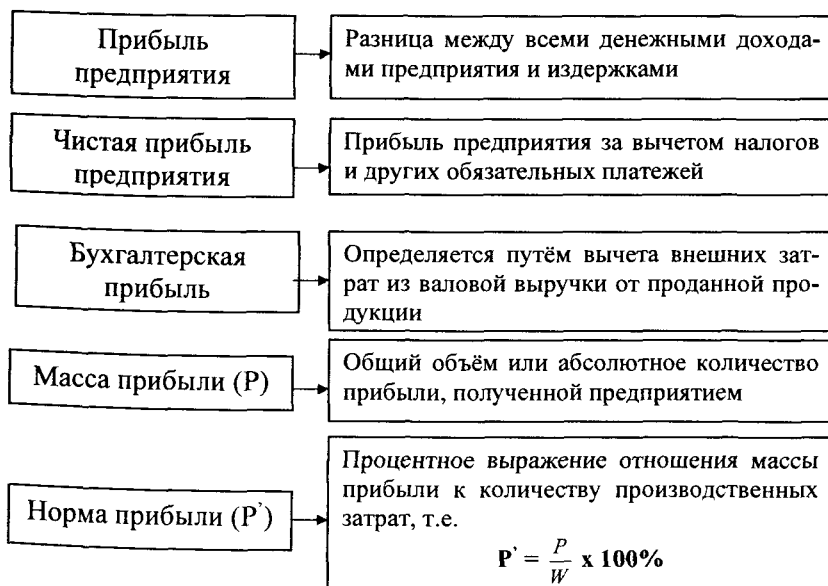 Прибыль
предприятия
Разница между всеми денежными дохода-
ми предприятия и издержками
Чистая прибыль
предприятия
Прибыль предприятия за вычетом налогов
и других обязательных платежей
Бухгалтерская
прибыль
Определяется путём вычета внешних зат-
рат из валовой выручки от проданной про-
дукции
Масса прибыли (P)
Общий объём или абсолютное количество
прибыли, полученной предприятием
Норма прибыли (P’)
Процентное выражение отношения массы
прибыли к количеству производственных
затрат, т.е.
P’ = P/W x 100%